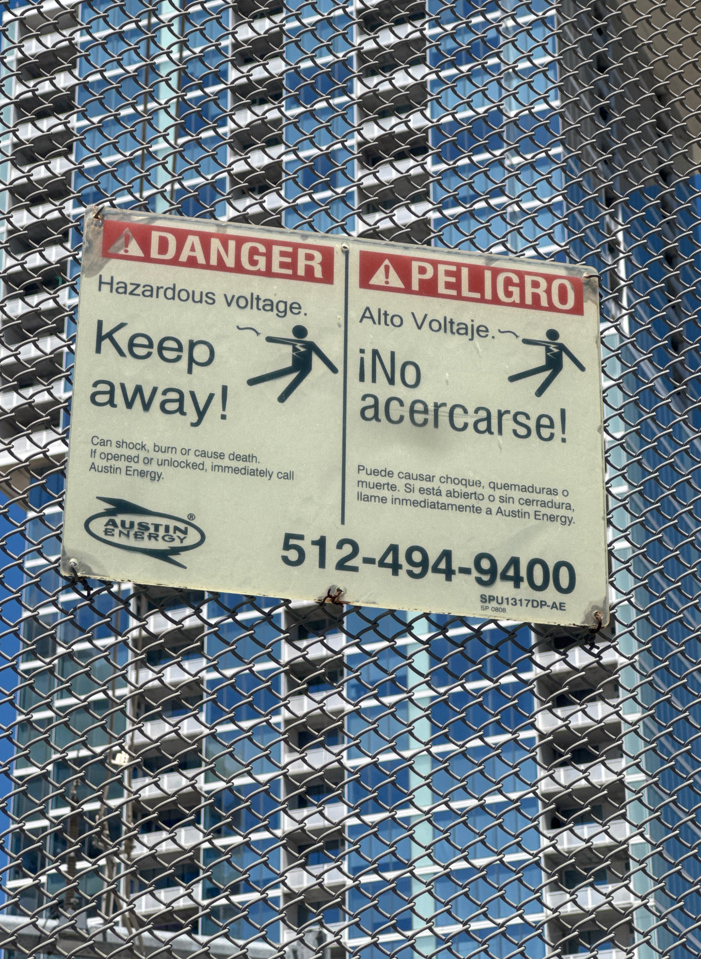 DANGER
Hazardous voltage.
Keep
away!
Can shock, burn or cause death.
If opened or unlocked, immediately call
Austin Energy.
PELIGRO
Alto Voltaje.
¡No
acercarse!
Puede causar choque, quemaduras o
muerte. Si está abierto o sin cerradura,
llame inmediatamente a Austin Energy.
AUSTIN
ENERGY®
512-494-9400
SPU1317DP-AE
SP 0808